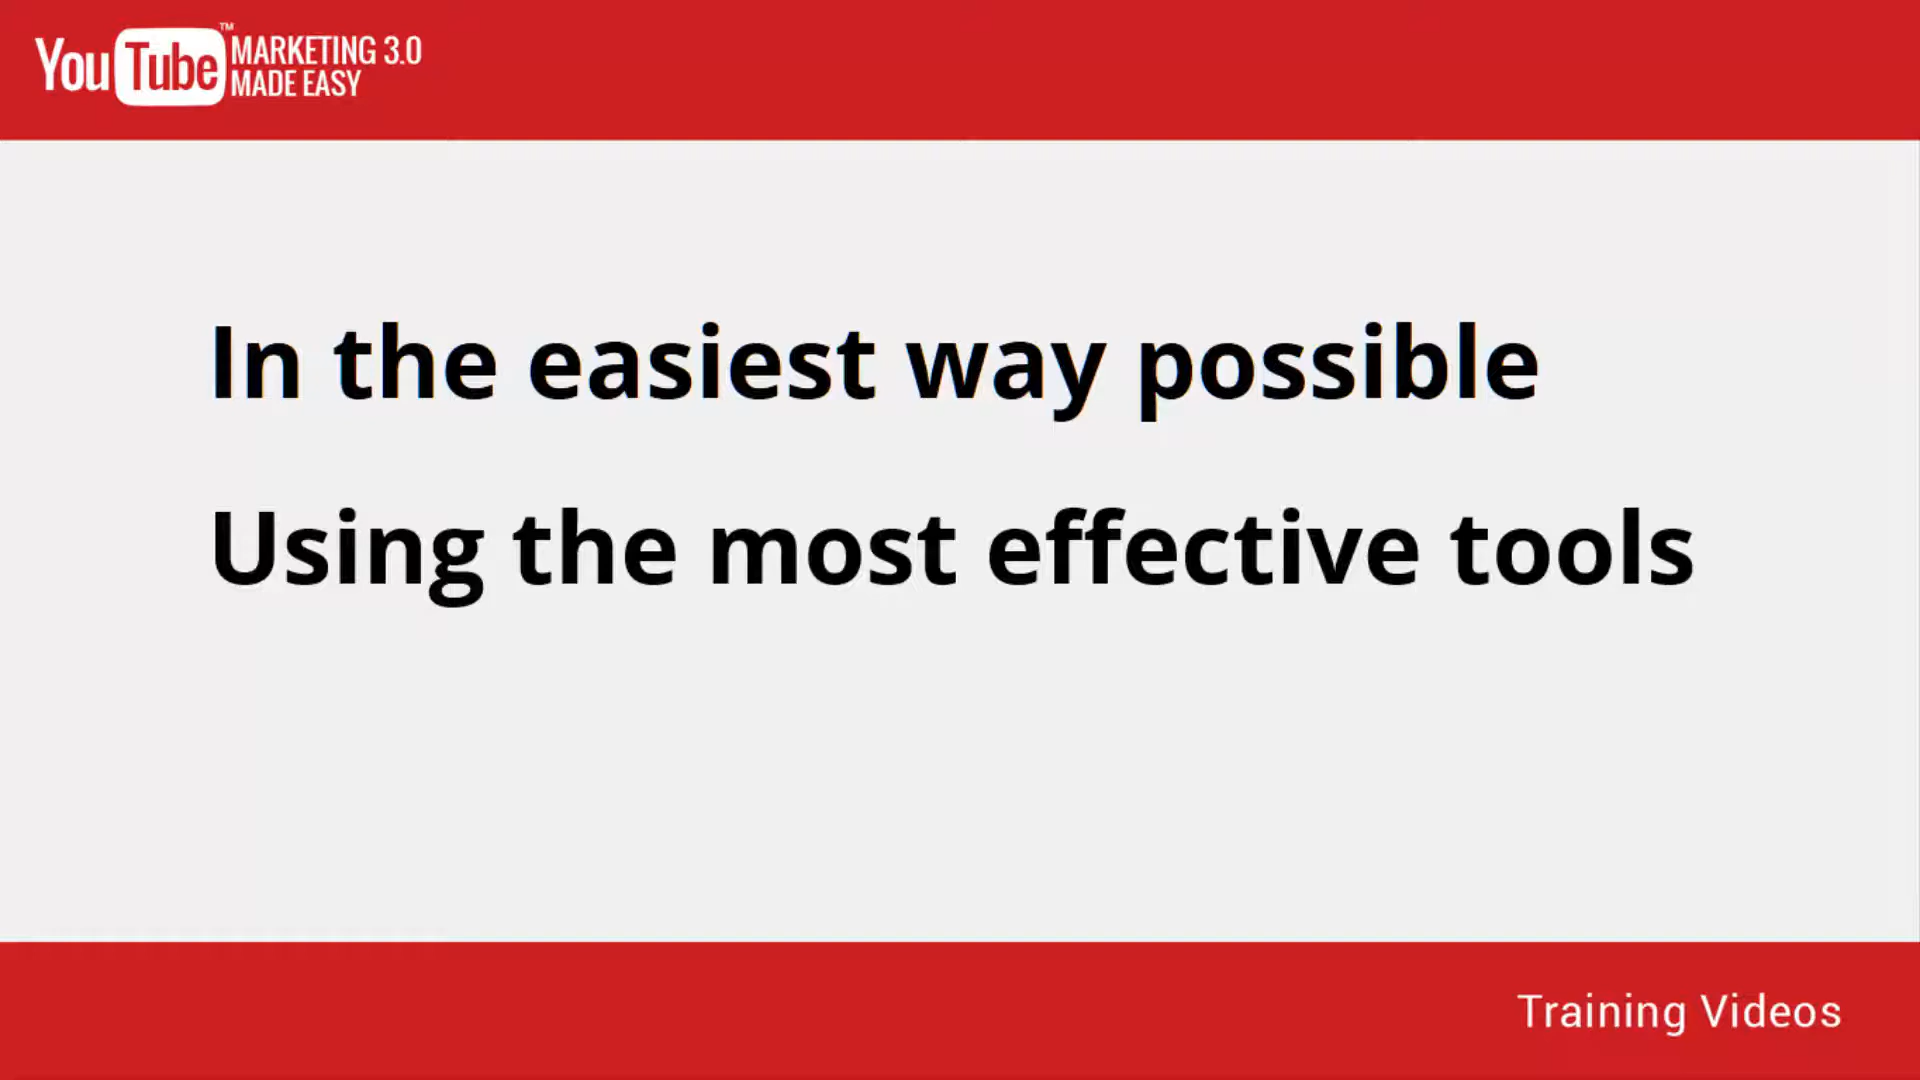 YouTube™ MARKETING 3.0
MADE EASY
In the easiest way possible
Using the most effective tools
Training Videos